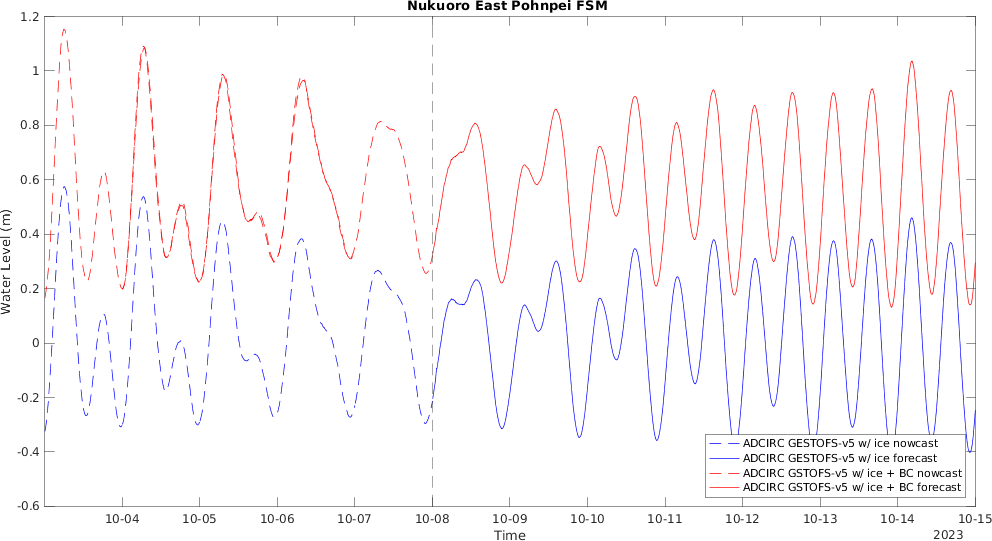 Nukuoro East Pohnpei FSM
Water Level (m)
1.2
1
0.8
0.6
0.4
0.2
0
-0.2
-0.4
-0.6
ADCIRC GESTOFS-v5 w/ ice nowcast
ADCIRC GESTOFS-v5 w/ ice forecast
ADCIRC GSTOFS-v5 w/ ice + BC nowcast
ADCIRC GSTOFS-v5 w/ ice + BC forecast
10-04 10-05 10-06 10-07 10-08 10-09 10-10 10-11 10-12 10-13 10-14 10-15
Time
2023